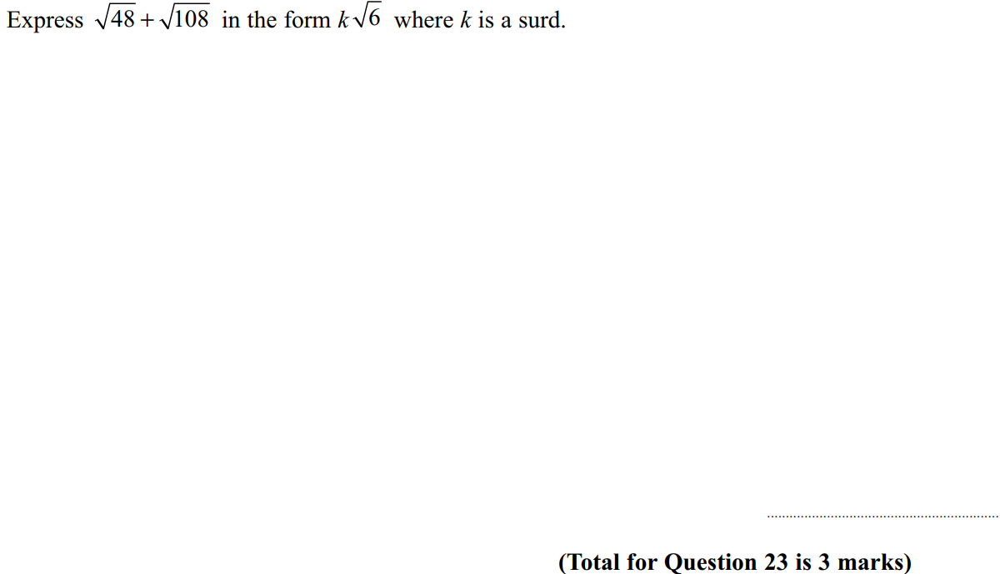 Express √48 + √108 in the form k√6 where k is a surd.
(Total for Question 23 is 3 marks)